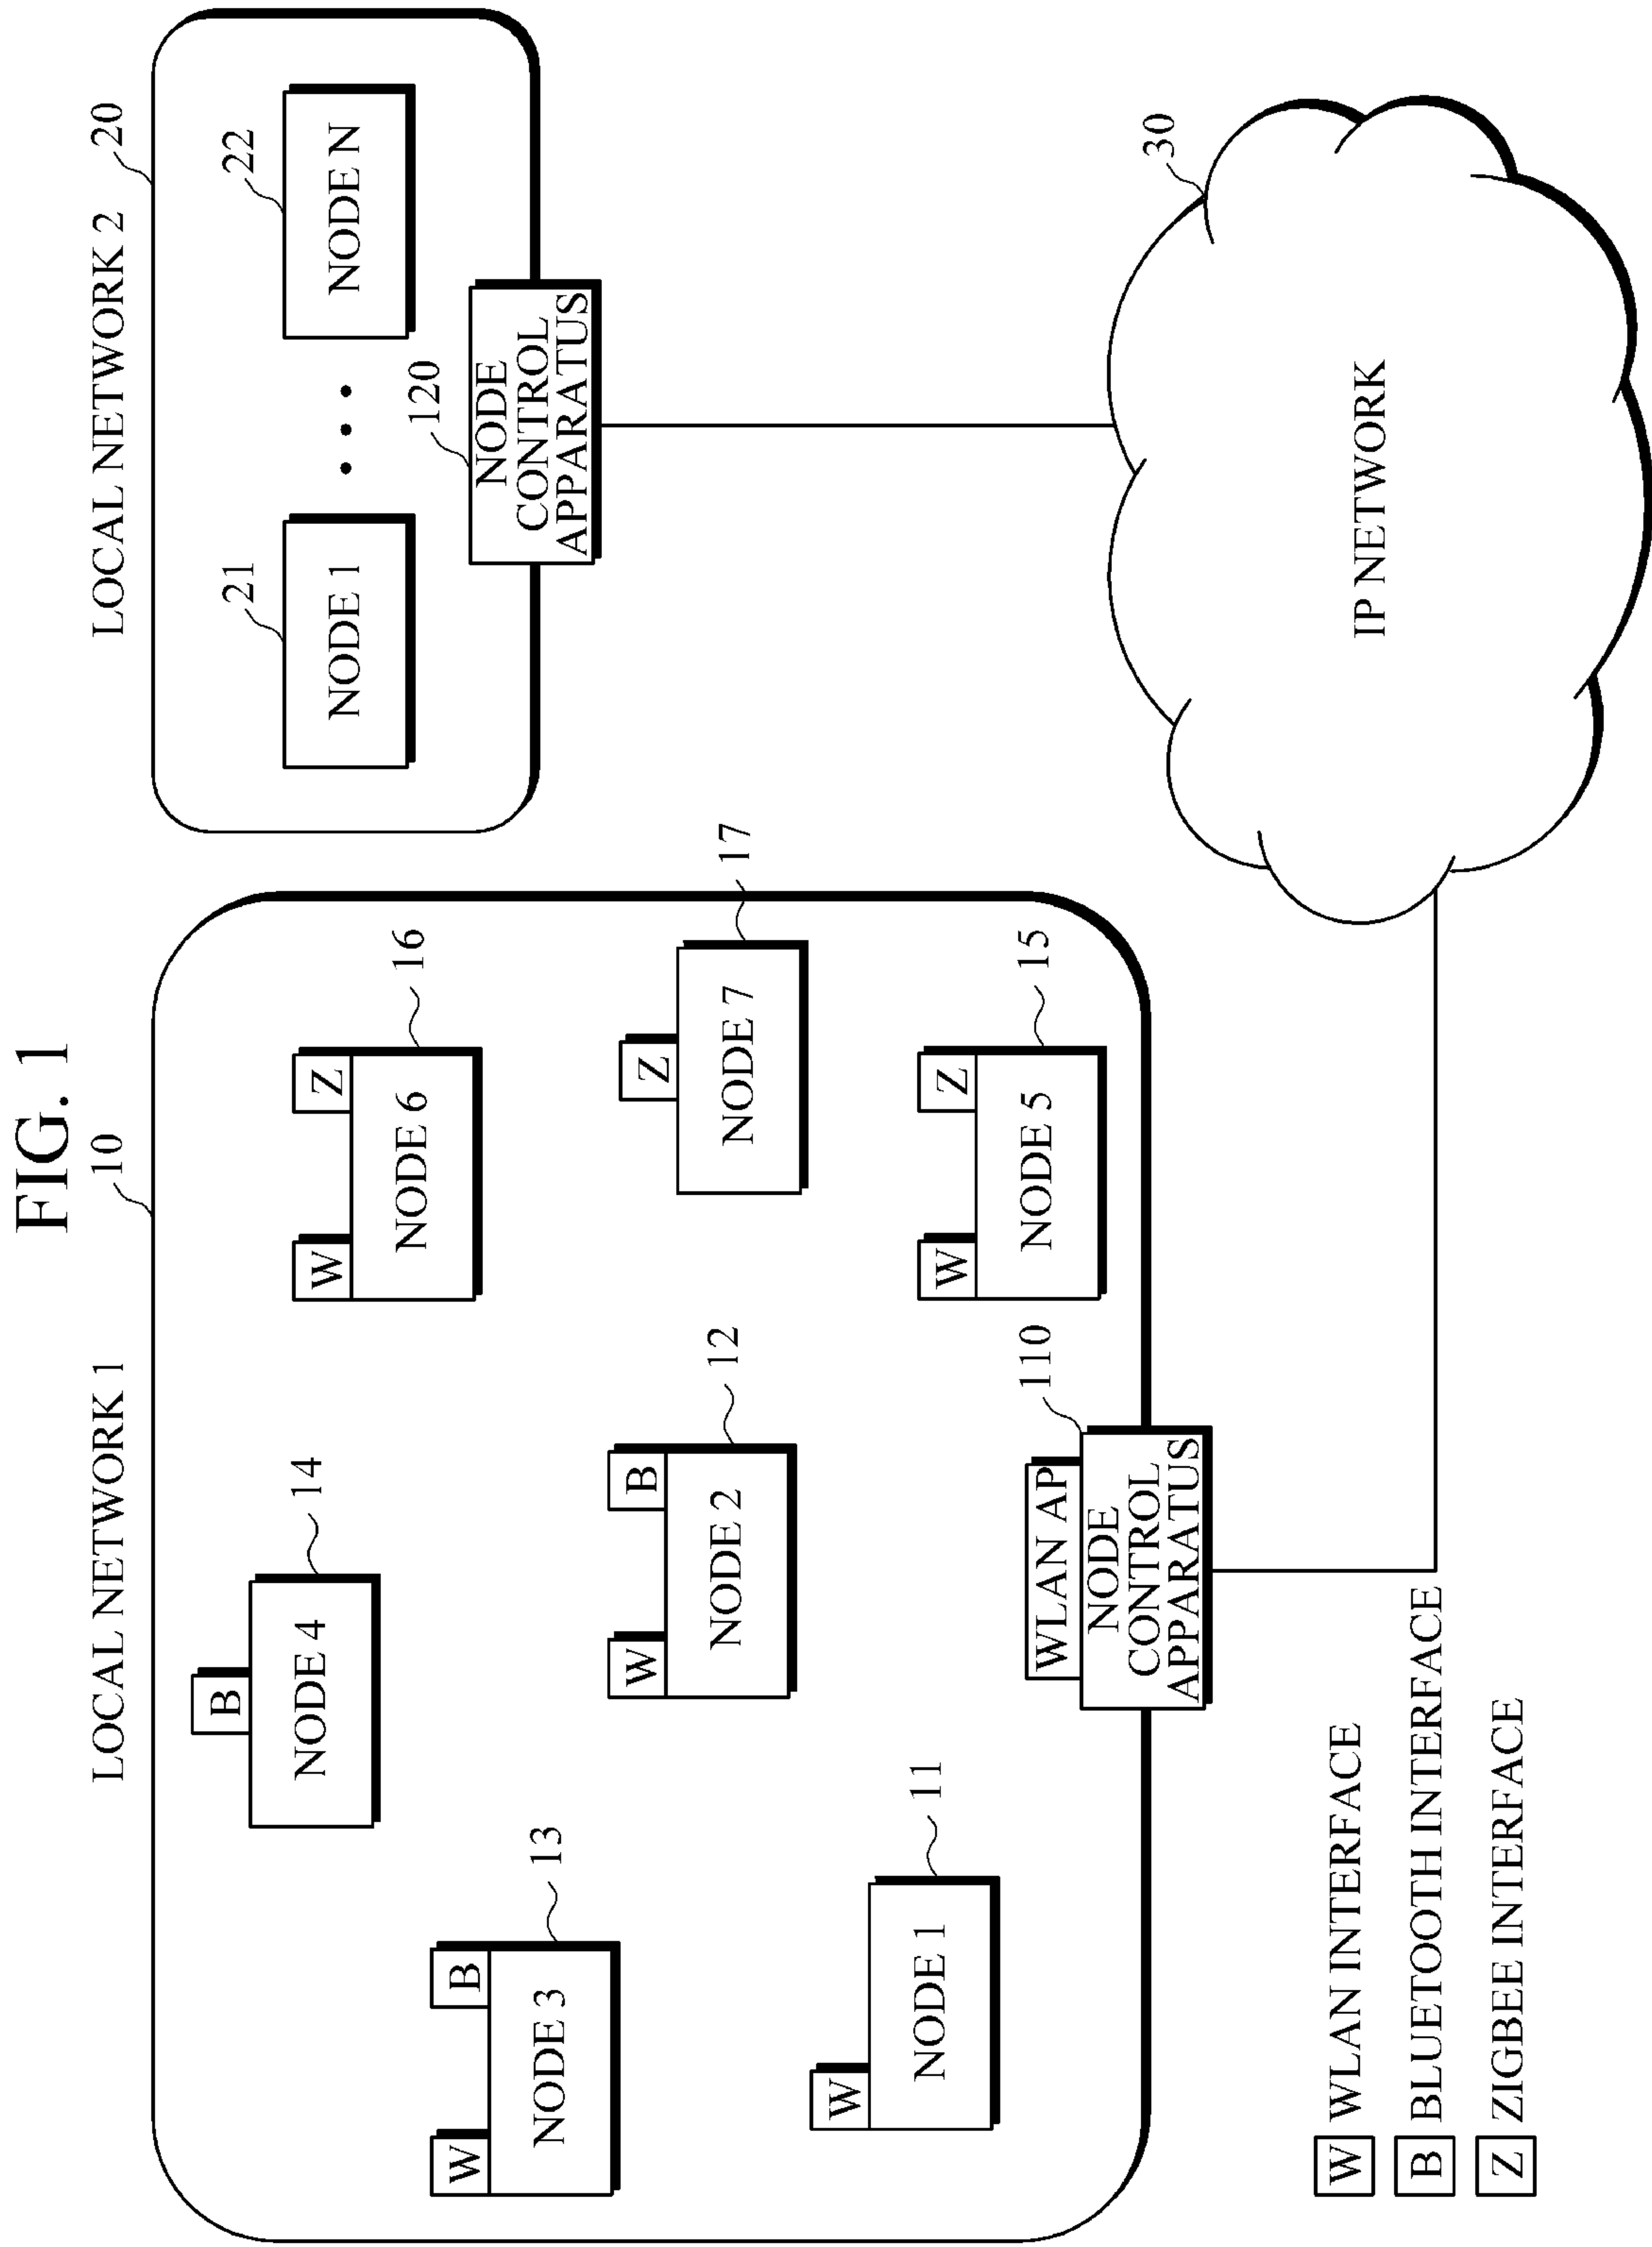 FIG. 1
LOCAL NETWORK 1
10
LOCAL NETWORK 2
20
B
NODE 4
14
W
Z
NODE 6
16
W
B
NODE 3
13
W
B
NODE 2
12
Z
NODE 7
17
W
NODE 1
11
W
Z
NODE 5
15
WLAN AP
NODE
CONTROL
APPARATUS
110
NODE 1
21
NODE N
22
NODE
CONTROL
APPARATUS
120
IP NETWORK
30
W WLAN INTERFACE
B BLUETOOTH INTERFACE
Z ZIGBEE INTERFACE